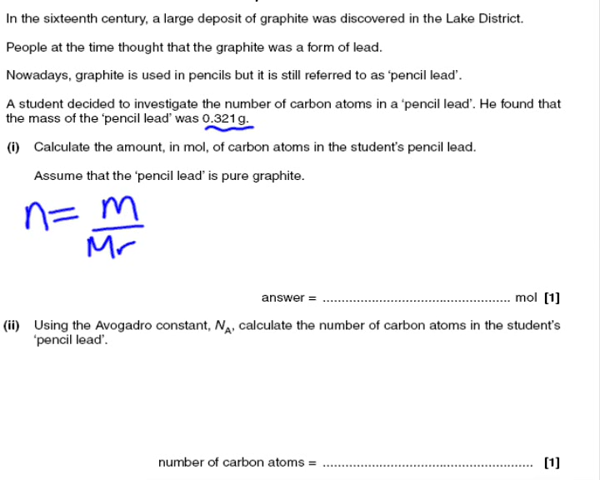 In the sixteenth century, a large deposit of graphite was discovered in the Lake District.
People at the time thought that the graphite was a form of lead.
Nowadays, graphite is used in pencils but it is still referred to as ‘pencil lead’.
A student decided to investigate the number of carbon atoms in a ‘pencil lead’. He found that
the mass of the ‘pencil lead’ was 0.321 g.
(i) Calculate the amount, in mol, of carbon atoms in the student’s pencil lead.
Assume that the ‘pencil lead’ is pure graphite.
n = m
Mr
answer = .................................................. mol [1]
(ii) Using the Avogadro constant, NA, calculate the number of carbon atoms in the student’s
‘pencil lead’.
number of carbon atoms = ........................................................ [1]